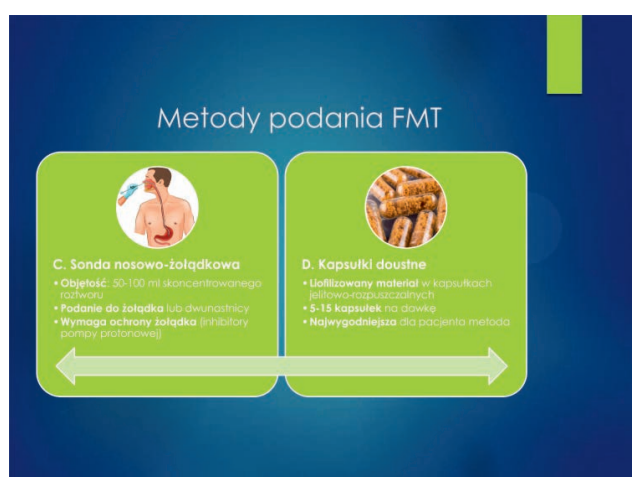 Metody podania FMT
C. Sonda nosowo-żołądkowa
• Objętość: 50-100 ml skoncentrowanego
roztworu
• Podanie do żołądka lub dwunastnicy
• Wymaga ochrony żołądka (inhibitory
pompy protonowej)
D. Kapsułki doustne
• Liofilizowany materiał w kapsułkach
jelitowo-rozpuszczalnych
• 5-15 kapsułek na dawkę
• Najwygodniejsza dla pacjenta metoda